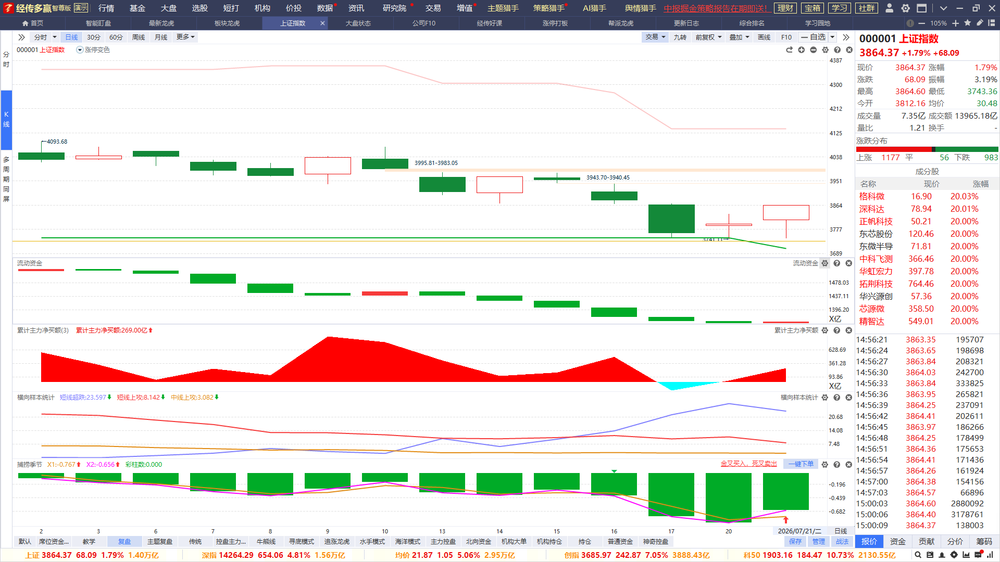 经传多赢 智尊版 演示 行情 基金 大盘 选股 短打 机构 价投 数据 资讯 研究院 交易 增值 主题猎手 策略猎手 AI猎手 舆情猎手 中报掘金策略报告在期即送! 理财 宝箱 学习 社群
首页 智能盯盘 最新龙虎 板块龙虎 上证指数 大盘状态 公司F10 经传好课 涨停打板 帮派龙虎 更新日志 综合排名 学习园地 105%
分时 日线 30分 60分 周线 月线 更多 交易 九转 前复权 叠加 画线 F10 自选
分时
K线
多周期同屏
000001 上证指数 涨停变色
4387
4300
4212
4125
4038
3951
3864
3777
3689
4093.68
3995.81-3983.05
3943.70-3940.45
3741.11
流动资金 流动资金
1478.03
1437.11
1396.20
X亿
累计主力净买额(3) 累计主力净买额:269.00亿 累计主力净买额
628.69
361.28
93.86
X亿
横向样本统计 短线超跌:23.597 短线上攻:8.142 中线上攻:3.082 横向样本统计
20.68
14.08
7.48
捕捞季节 X1:-0.767 X2:-0.656 彩柱数:0.000 金叉买入，死叉卖出 一键下单
-0.196
-0.439
-0.682
2 3 6 7 8 9 10 13 14 15 16 17 20 2026/07/21/二 日线
默认 席位资金... 教学 复盘 主题复盘 传统 控盘主力... 牛能线 寻底模式 追涨龙虎 水手模式 海洋模式 主力控盘 北向资金 机构大单 机构持仓 持仓 普通资金 神奇控盘 保存 管理 战法
000001 上证指数
3864.37 +1.79% +68.09
现价 3864.37 涨幅 1.79%
涨跌 68.09 振幅 3.19%
最高 3864.60 最低 3743.36
今开 3812.16 均价 30.48
成交量 7.35亿 成交额 13965.18亿
量比 1.21 换手 -
涨跌分布
上涨 1177 平 56 下跌 983
成分股
名称 现价 涨幅
格科微 16.90 20.03%
深科达 78.94 20.01%
正帆科技 50.21 20.00%
东芯股份 120.46 20.00%
东微半导 71.81 20.00%
中科飞测 366.46 20.00%
华虹宏力 397.78 20.00%
拓荆科技 764.46 20.00%
华兴源创 57.36 20.00%
芯源微 358.50 20.00%
精智达 549.01 20.00%
14:56:21 3863.35 195707
14:56:24 3863.65 198698
14:56:27 3863.84 208321
14:56:30 3864.03 242700
14:56:33 3863.84 333825
14:56:36 3863.95 265821
14:56:39 3864.25 237091
14:56:42 3864.41 202611
14:56:45 3863.97 186266
14:56:48 3864.25 178499
14:56:51 3864.36 175653
14:56:54 3864.41 171436
14:56:57 3864.26 161924
14:57:00 3864.38 154156
14:57:03 3864.57 66896
15:00:03 3864.60 2880092
15:00:06 3864.40 3178761
15:00:09 3864.37 138003
报价 资金 贡献 分价 筹码
上证 3864.37 68.09 1.79% 1.40万亿 深指 14264.29 654.06 4.81% 1.56万亿 均价 21.87 1.05 5.06% 2.95万亿 创指 3685.97 242.87 7.05% 3888.43亿 科50 1903.16 184.47 10.73% 2130.55亿